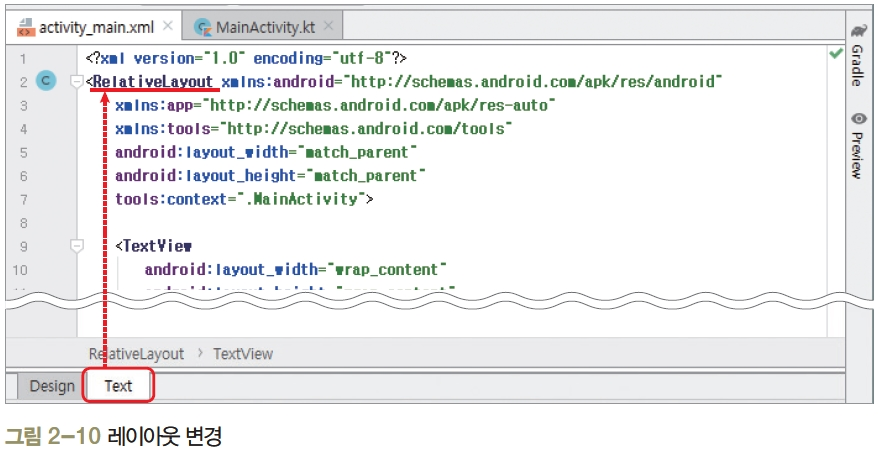 activity_main.xml × MainActivity.kt ×
1 <?xml version="1.0" encoding="utf-8"?>
2 <RelativeLayout xmlns:android="http://schemas.android.com/apk/res/android"
3 xmlns:app="http://schemas.android.com/apk/res-auto"
4 xmlns:tools="http://schemas.android.com/tools"
5 android:layout_width="match_parent"
6 android:layout_height="match_parent"
7 tools:context=".MainActivity">
8
9 <TextView
10 android:layout_width="wrap_content"
RelativeLayout > TextView
Design Text
Gradle
Preview
그림 2-10 레이아웃 변경